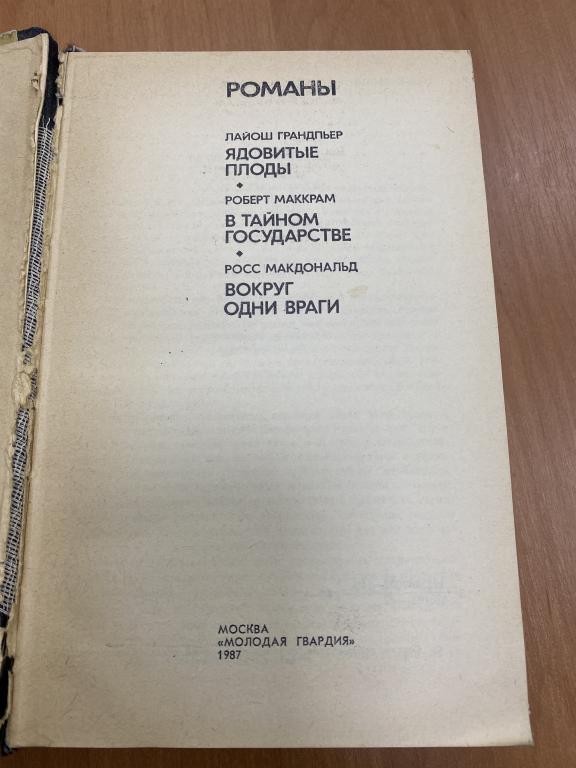 РОМАНЫ
ЛАЙОШ ГРАНДПЬЕР
ЯДОВИТЫЕ
ПЛОДЫ
РОБЕРТ МАККРАМ
В ТАЙНОМ
ГОСУДАРСТВЕ
РОСС МАКДОНАЛЬД
ВОКРУГ
ОДНИ ВРАГИ
МОСКВА
«МОЛОДАЯ ГВАРДИЯ»
1987